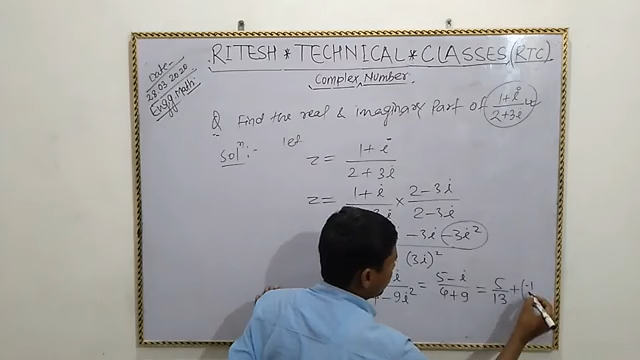 RITESH * TECHNICAL * CLASSES (RTC)
Date-
28.03.2020
Engg. Math
Complex Number
Q Find the real & imaginary Part of (1+i)/(2+3i)
Solⁿ:- let z = (1+i)/(2+3i)
z = (1+i)/ 3i × (2-3i)/(2-3i)
-3i -3i²
(3i)²
i/ - 9i² = (5-i)/(4+9) = 5/13 + (-1